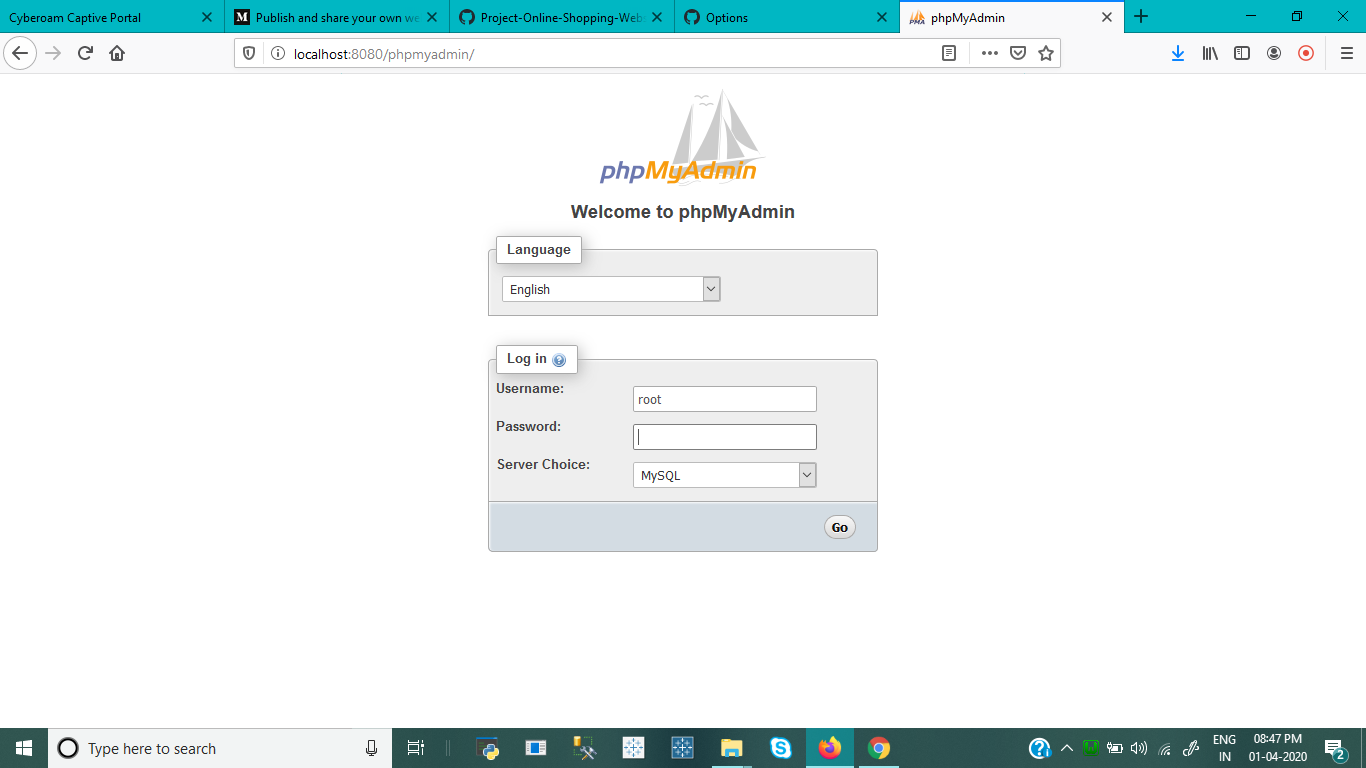 Cyberoam Captive Portal
M Publish and share your own we
Project-Online-Shopping-Web
Options
PMA phpMyAdmin
localhost:8080/phpmyadmin/
phpMyAdmin
Welcome to phpMyAdmin
Language
English
Log in
Username:
root
Password:
Server Choice:
MySQL
Go
Type here to search
ENG
IN
08:47 PM
01-04-2020
2